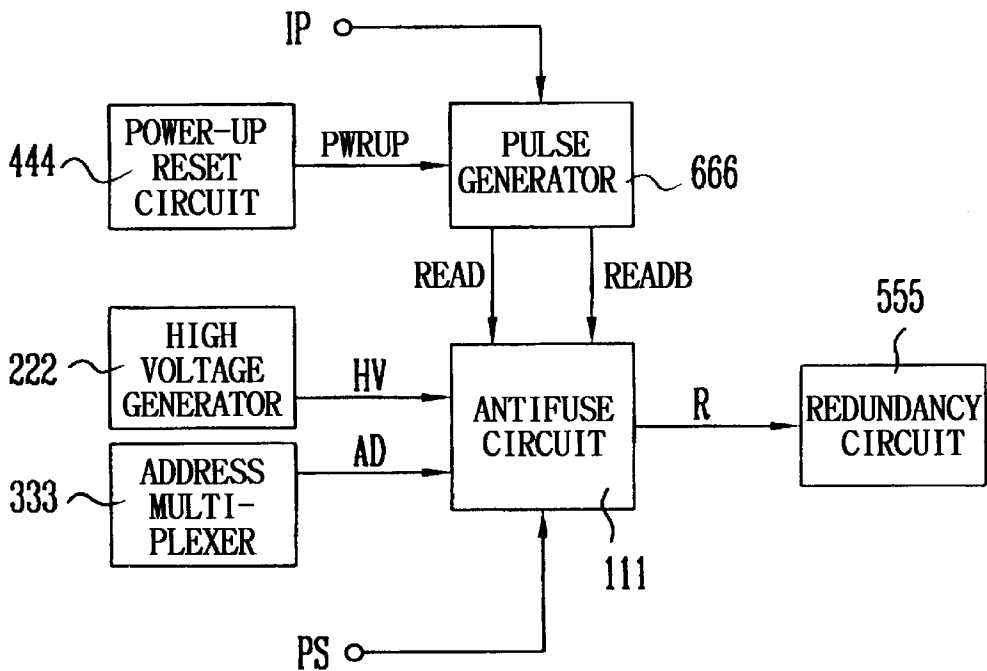 IP
POWER-UP
RESET
CIRCUIT
444
PWRUP
PULSE
GENERATOR
666
READ
READB
HIGH
VOLTAGE
GENERATOR
222
HV
ADDRESS
MULTI-
PLEXER
333
AD
ANTIFUSE
CIRCUIT
111
R
555
REDUNDANCY
CIRCUIT
PS